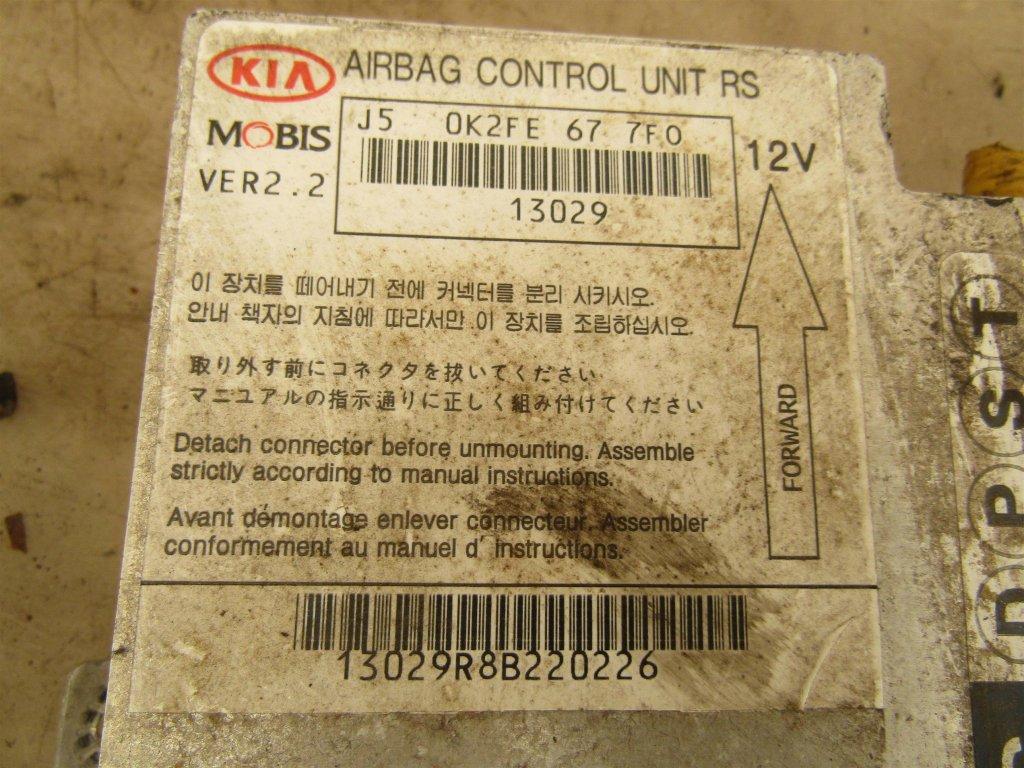 KIA AIRBAG CONTROL UNIT RS
MOBIS
VER2.2
J5 0K2FE 67 7F0
13029
12V
이 장치를 떼어내기 전에 커넥터를 분리 시키시오.
안내 책자의 지침에 따라서만 이 장치를 조립하십시오.
取り外す前にコネクタを抜いてください
マニュアルの指示通りに正しく組み付けてください
Detach connector before unmounting. Assemble
strictly according to manual instructions.
Avant démontage enlever connecteur. Assembler
conformement au manuel d' instructions.
FORWARD
13029R8B220226
D P S T